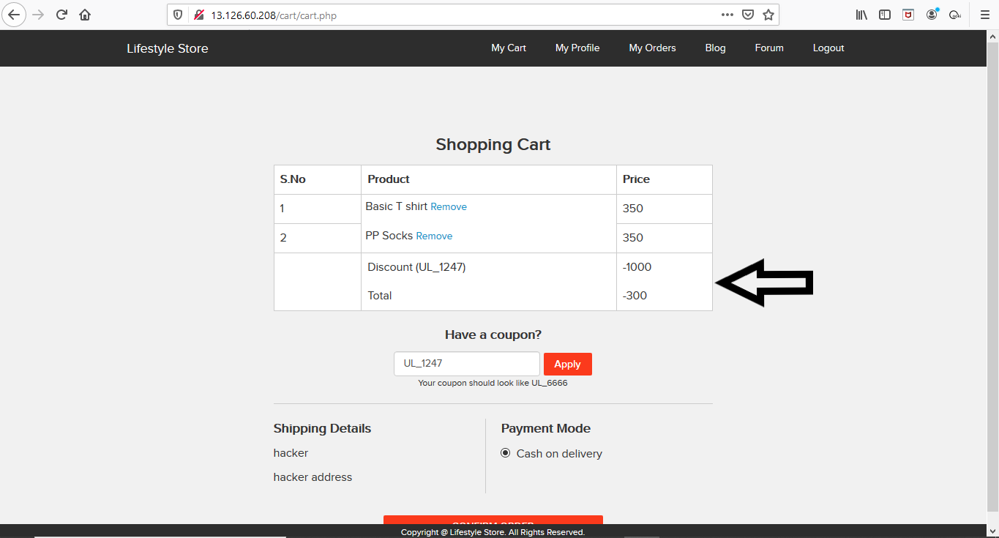 13.126.60.208/cart/cart.php
Lifestyle Store My Cart My Profile My Orders Blog Forum Logout
Shopping Cart
S.No Product Price
1 Basic T shirt Remove 350
2 PP Socks Remove 350
Discount (UL_1247) -1000
Total -300
Have a coupon?
UL_1247 Apply
Your coupon should look like UL_6666
Shipping Details Payment Mode
hacker Cash on delivery
hacker address
CONFIRM ORDER
Copyright @ Lifestyle Store. All Rights Reserved.